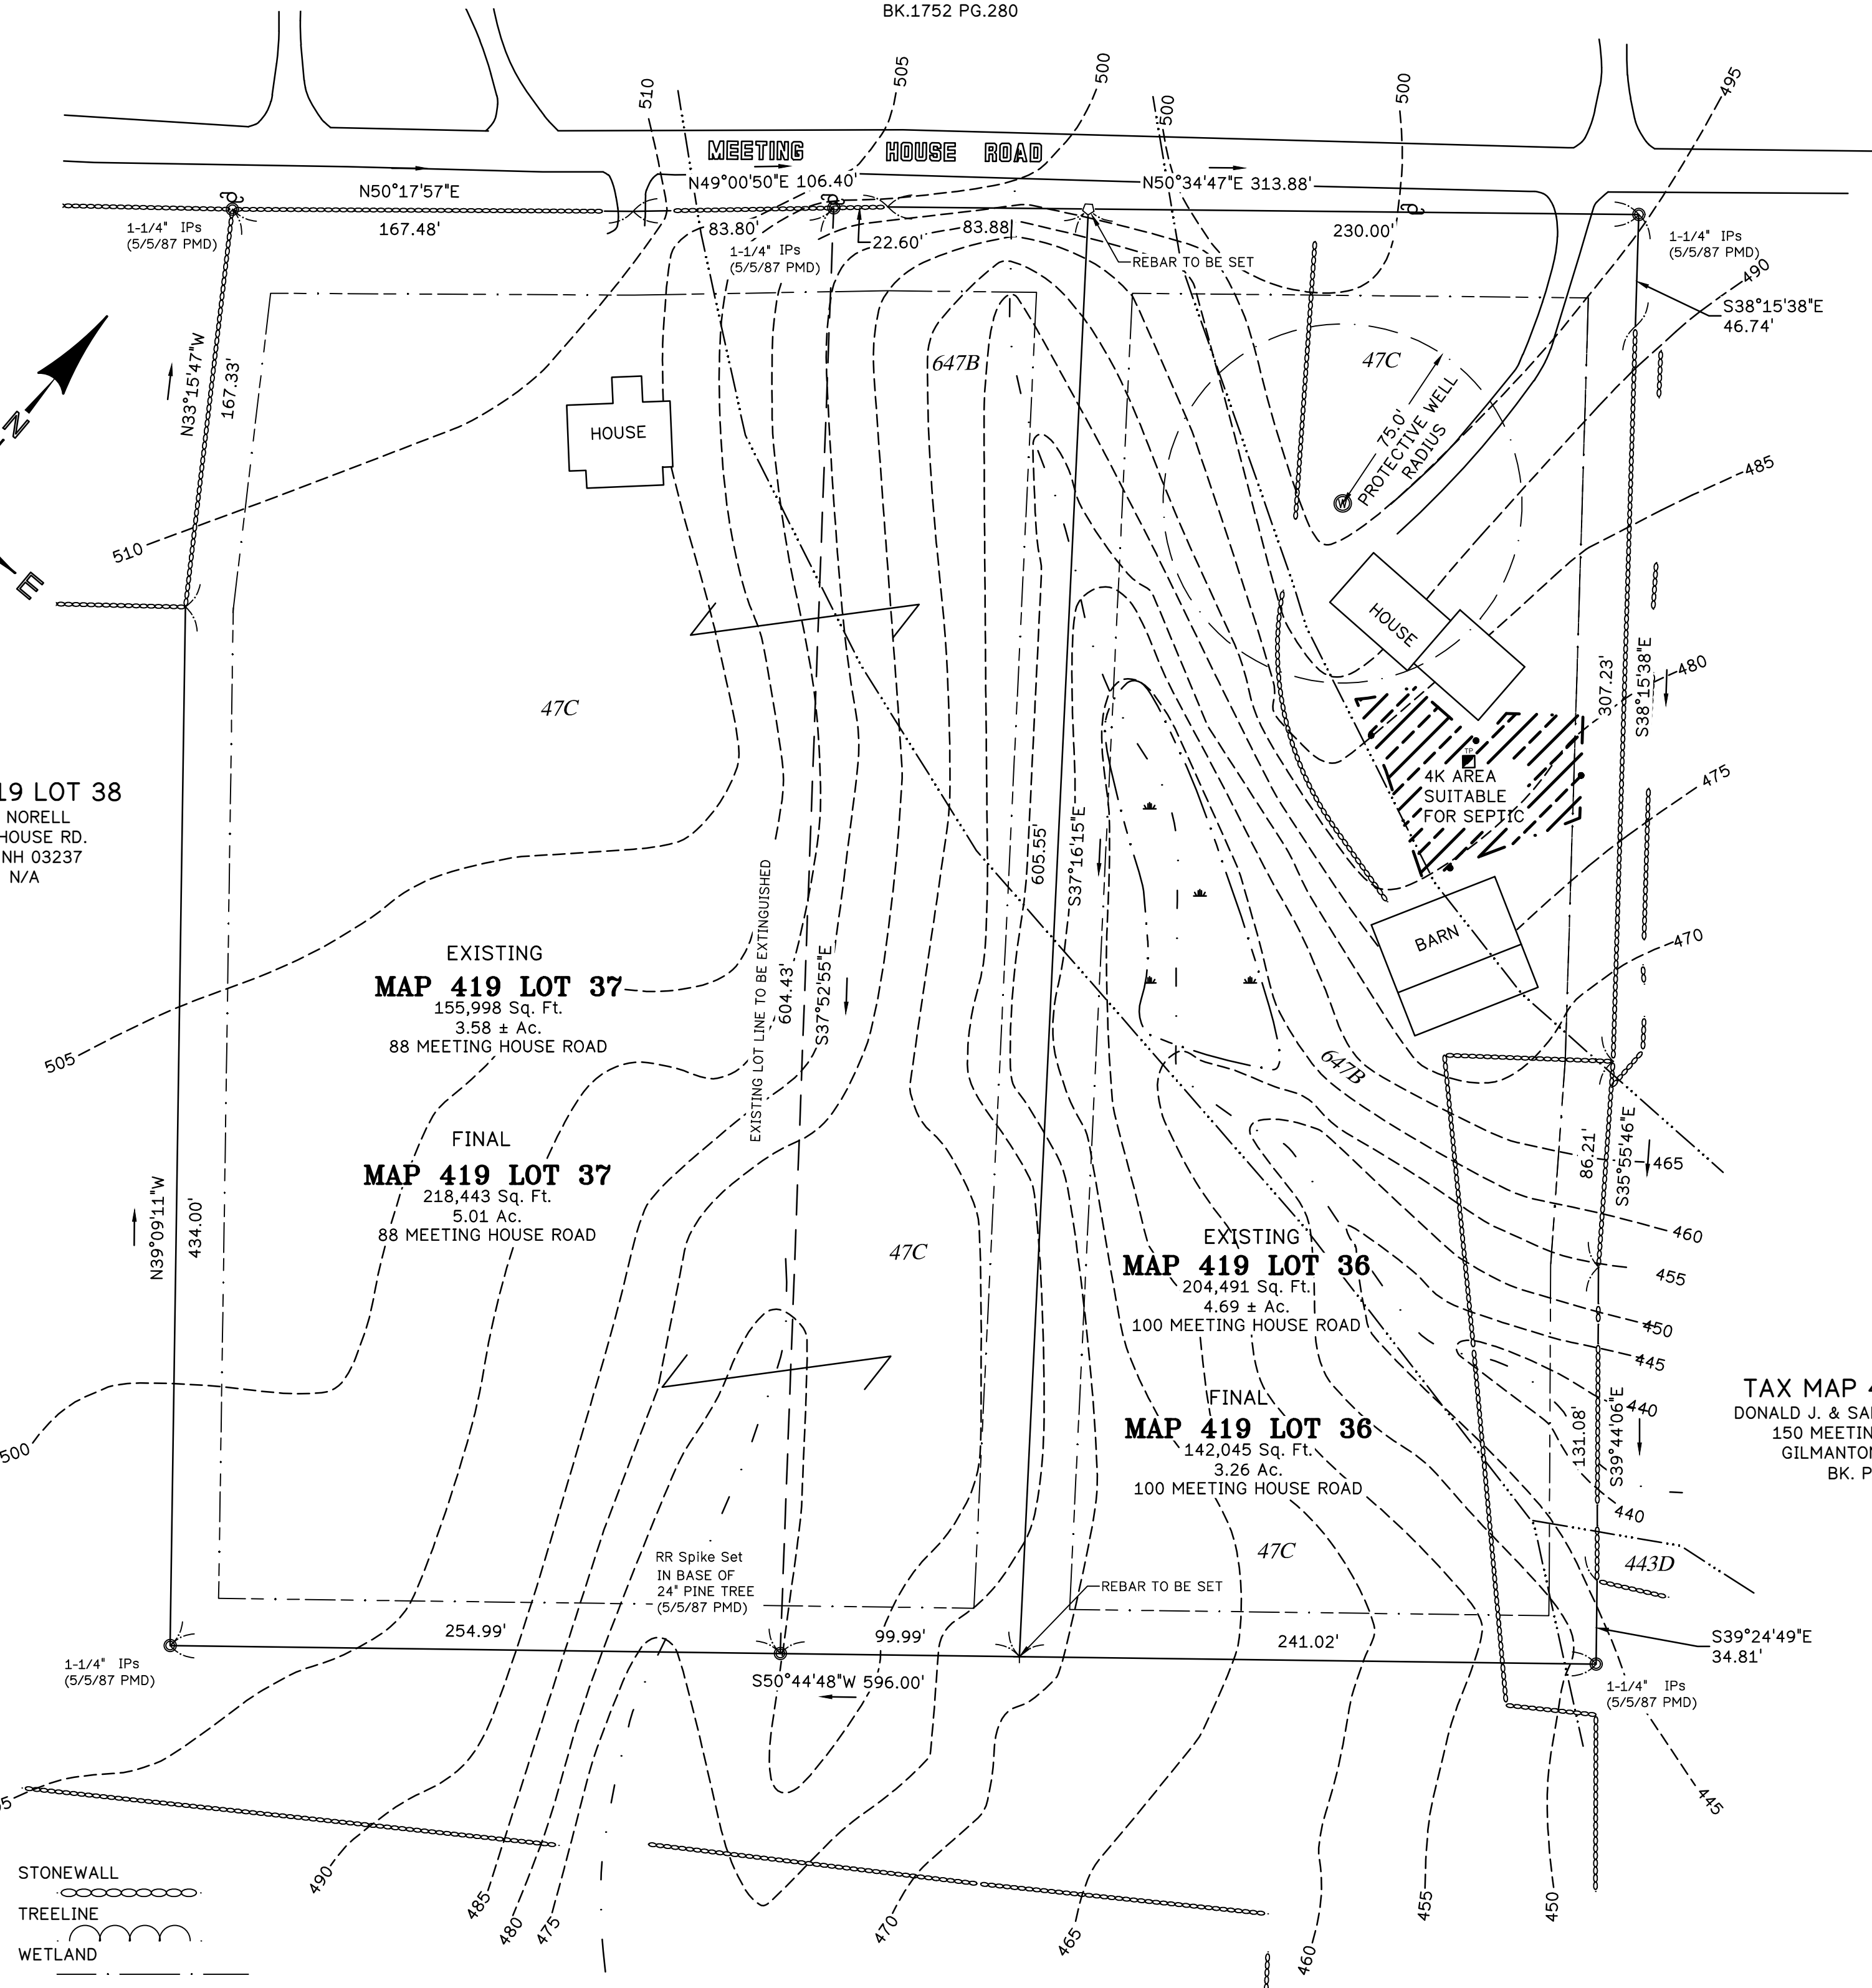 BK.1752 PG.280
510
505
500
500
500
495
MEETING HOUSE ROAD
N50°17'57"E
167.48'
N49°00'50"E 106.40'
N50°34'47"E 313.88'
83.80'
22.60'
83.88
230.00'
1-1/4" IPs
(5/5/87 PMD)
1-1/4" IPs
(5/5/87 PMD)
REBAR TO BE SET
1-1/4" IPs
(5/5/87 PMD)
490
S38°15'38"E
46.74'
N33°15'47"W
167.33'
N
E
HOUSE
647B
47C
75.0'
PROTECTIVE WELL
RADIUS
W
485
510
HOUSE
307.23'
S38°15'38"E
480
47C
TP
4K AREA
SUITABLE
FOR SEPTIC
475
19 LOT 38
NORELL
HOUSE RD.
NH 03237
N/A
605.55'
S37°16'15"E
EXISTING LOT LINE TO BE EXTINGUISHED
604.43'
S37°52'55"E
BARN
470
EXISTING
MAP 419 LOT 37
155,998 Sq. Ft.
3.58 ± Ac.
88 MEETING HOUSE ROAD
505
647B
FINAL
MAP 419 LOT 37
218,443 Sq. Ft.
5.01 Ac.
88 MEETING HOUSE ROAD
86.21'
S35°55'46"E
465
N39°09'11"W
434.00'
47C
EXISTING
MAP 419 LOT 36
204,491 Sq. Ft.
4.69 ± Ac.
100 MEETING HOUSE ROAD
460
455
450
445
440
FINAL
MAP 419 LOT 36
142,045 Sq. Ft.
3.26 Ac.
100 MEETING HOUSE ROAD
131.08'
S39°44'06"E
TAX MAP
DONALD J. &
150
BK. P
500
440
47C
443D
RR Spike Set
IN BASE OF
24" PINE TREE
(5/5/87 PMD)
REBAR TO BE SET
254.99'
99.99'
241.02'
S50°44'48"W 596.00'
S39°24'49"E
34.81'
1-1/4" IPs
(5/5/87 PMD)
1-1/4" IPs
(5/5/87 PMD)
445
STONEWALL
TREELINE
WETLAND
490
485
480
475
470
465
460
455
450